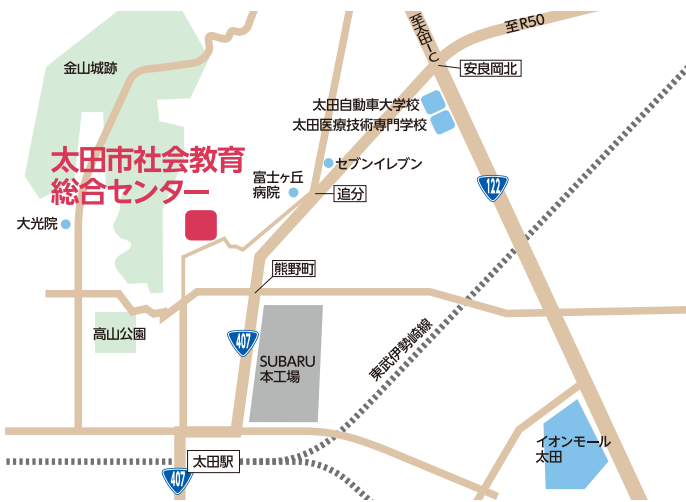 至太田IC
至R50
金山城跡
安良岡北
太田自動車大学校
太田医療技術専門学校
太田市社会教育
総合センター
セブンイレブン
富士ヶ丘
病院
追分
122
大光院
熊野町
高山公園
407
東武伊勢崎線
SUBARU
本工場
イオンモール
太田
太田駅
407